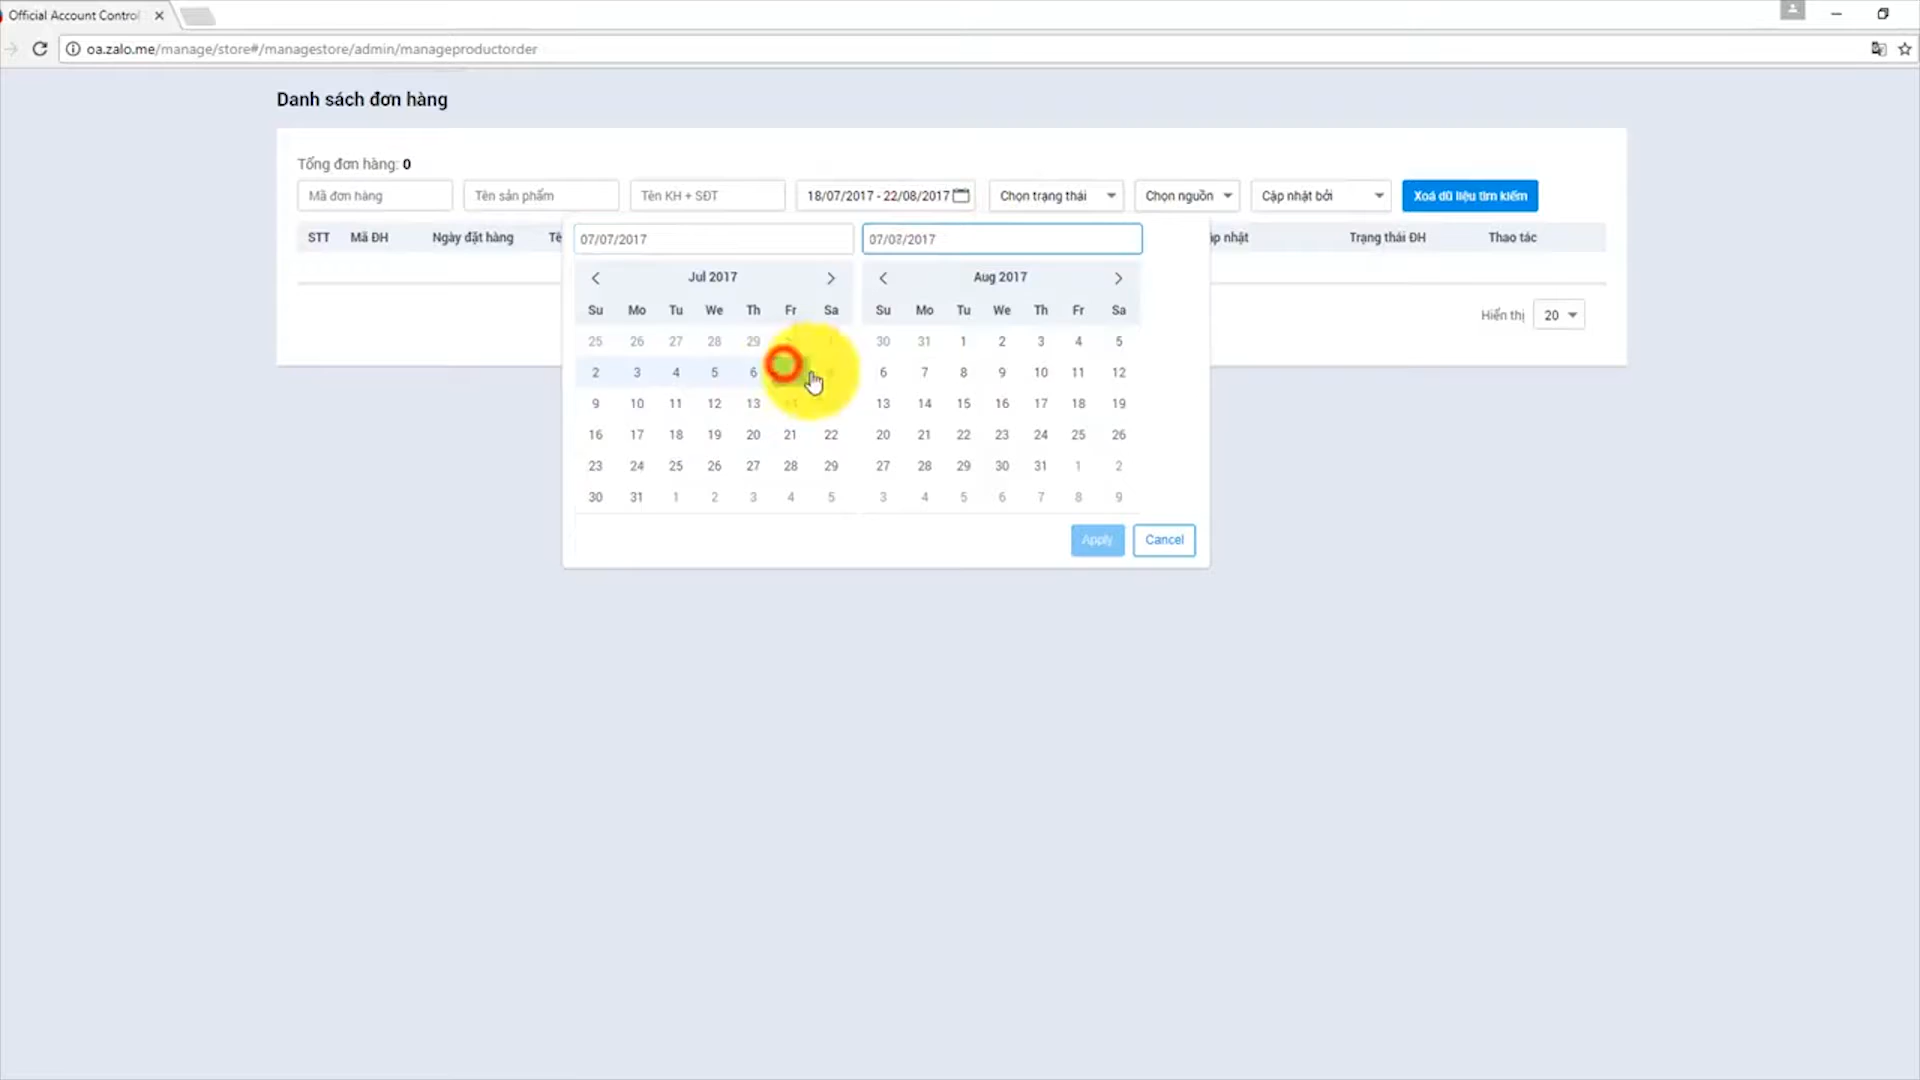 Official Account Control
oa.zalo.me/manage/store#/managestore/admin/manageproductorder
Danh sách đơn hàng
Tổng đơn hàng: 0
Mã đơn hàng Tên sản phẩm Tên KH + SĐT 18/07/2017 - 22/08/2017 Chọn trạng thái Chọn nguồn Cập nhật bởi Xoá dữ liệu tìm kiếm
STT Mã ĐH Ngày đặt hàng Tê ập nhật Trạng thái ĐH Thao tác
07/07/2017 07/08/2017
Jul 2017 Aug 2017
Su Mo Tu We Th Fr Sa Su Mo Tu We Th Fr Sa
25 26 27 28 29 30 31 1 2 3 4 5
2 3 4 5 6 6 7 8 9 10 11 12
9 10 11 12 13 13 14 15 16 17 18 19
16 17 18 19 20 21 22 20 21 22 23 24 25 26
23 24 25 26 27 28 29 27 28 29 30 31 1 2
30 31 1 2 3 4 5 3 4 5 6 7 8 9
Hiển thị 20
Apply Cancel